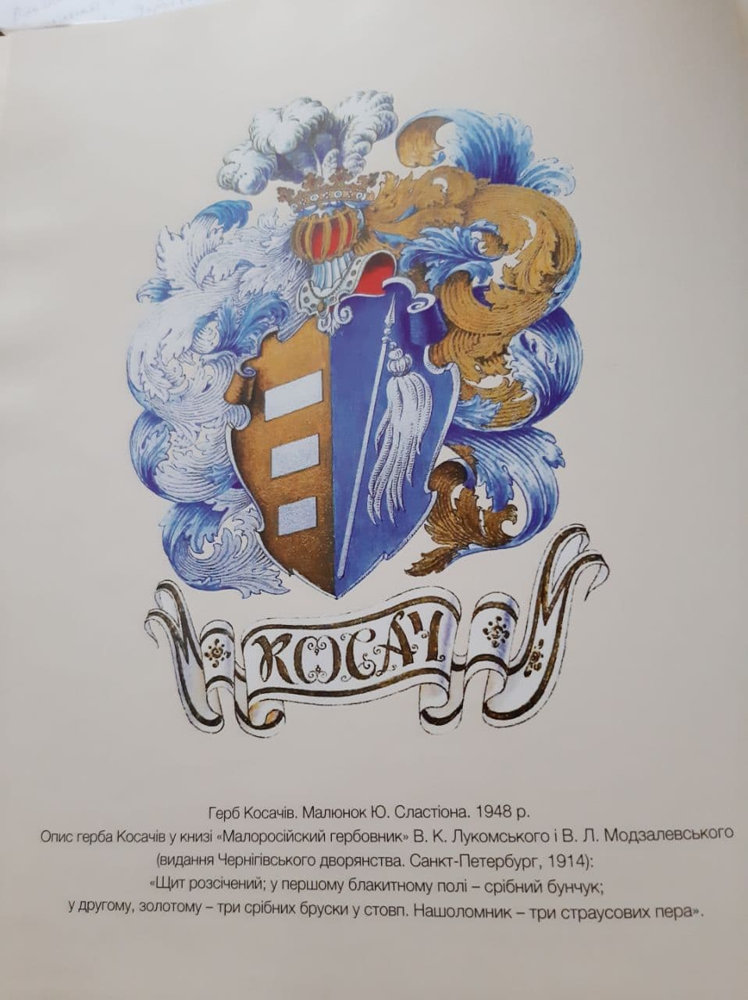 КОСАЧ
Герб Косачів. Малюнок Ю. Сластіона. 1948 р.
Опис герба Косачів у книзі «Малоросійский гербовник» В. К. Лукомського і В. Л. Модзалевського
(видання Чернігівського дворянства. Санкт-Петербург, 1914):
«Щит розсічений; у першому блакитному полі – срібний бунчук;
у другому, золотому – три срібних бруски у стовп. Нашоломник – три страусових пера».